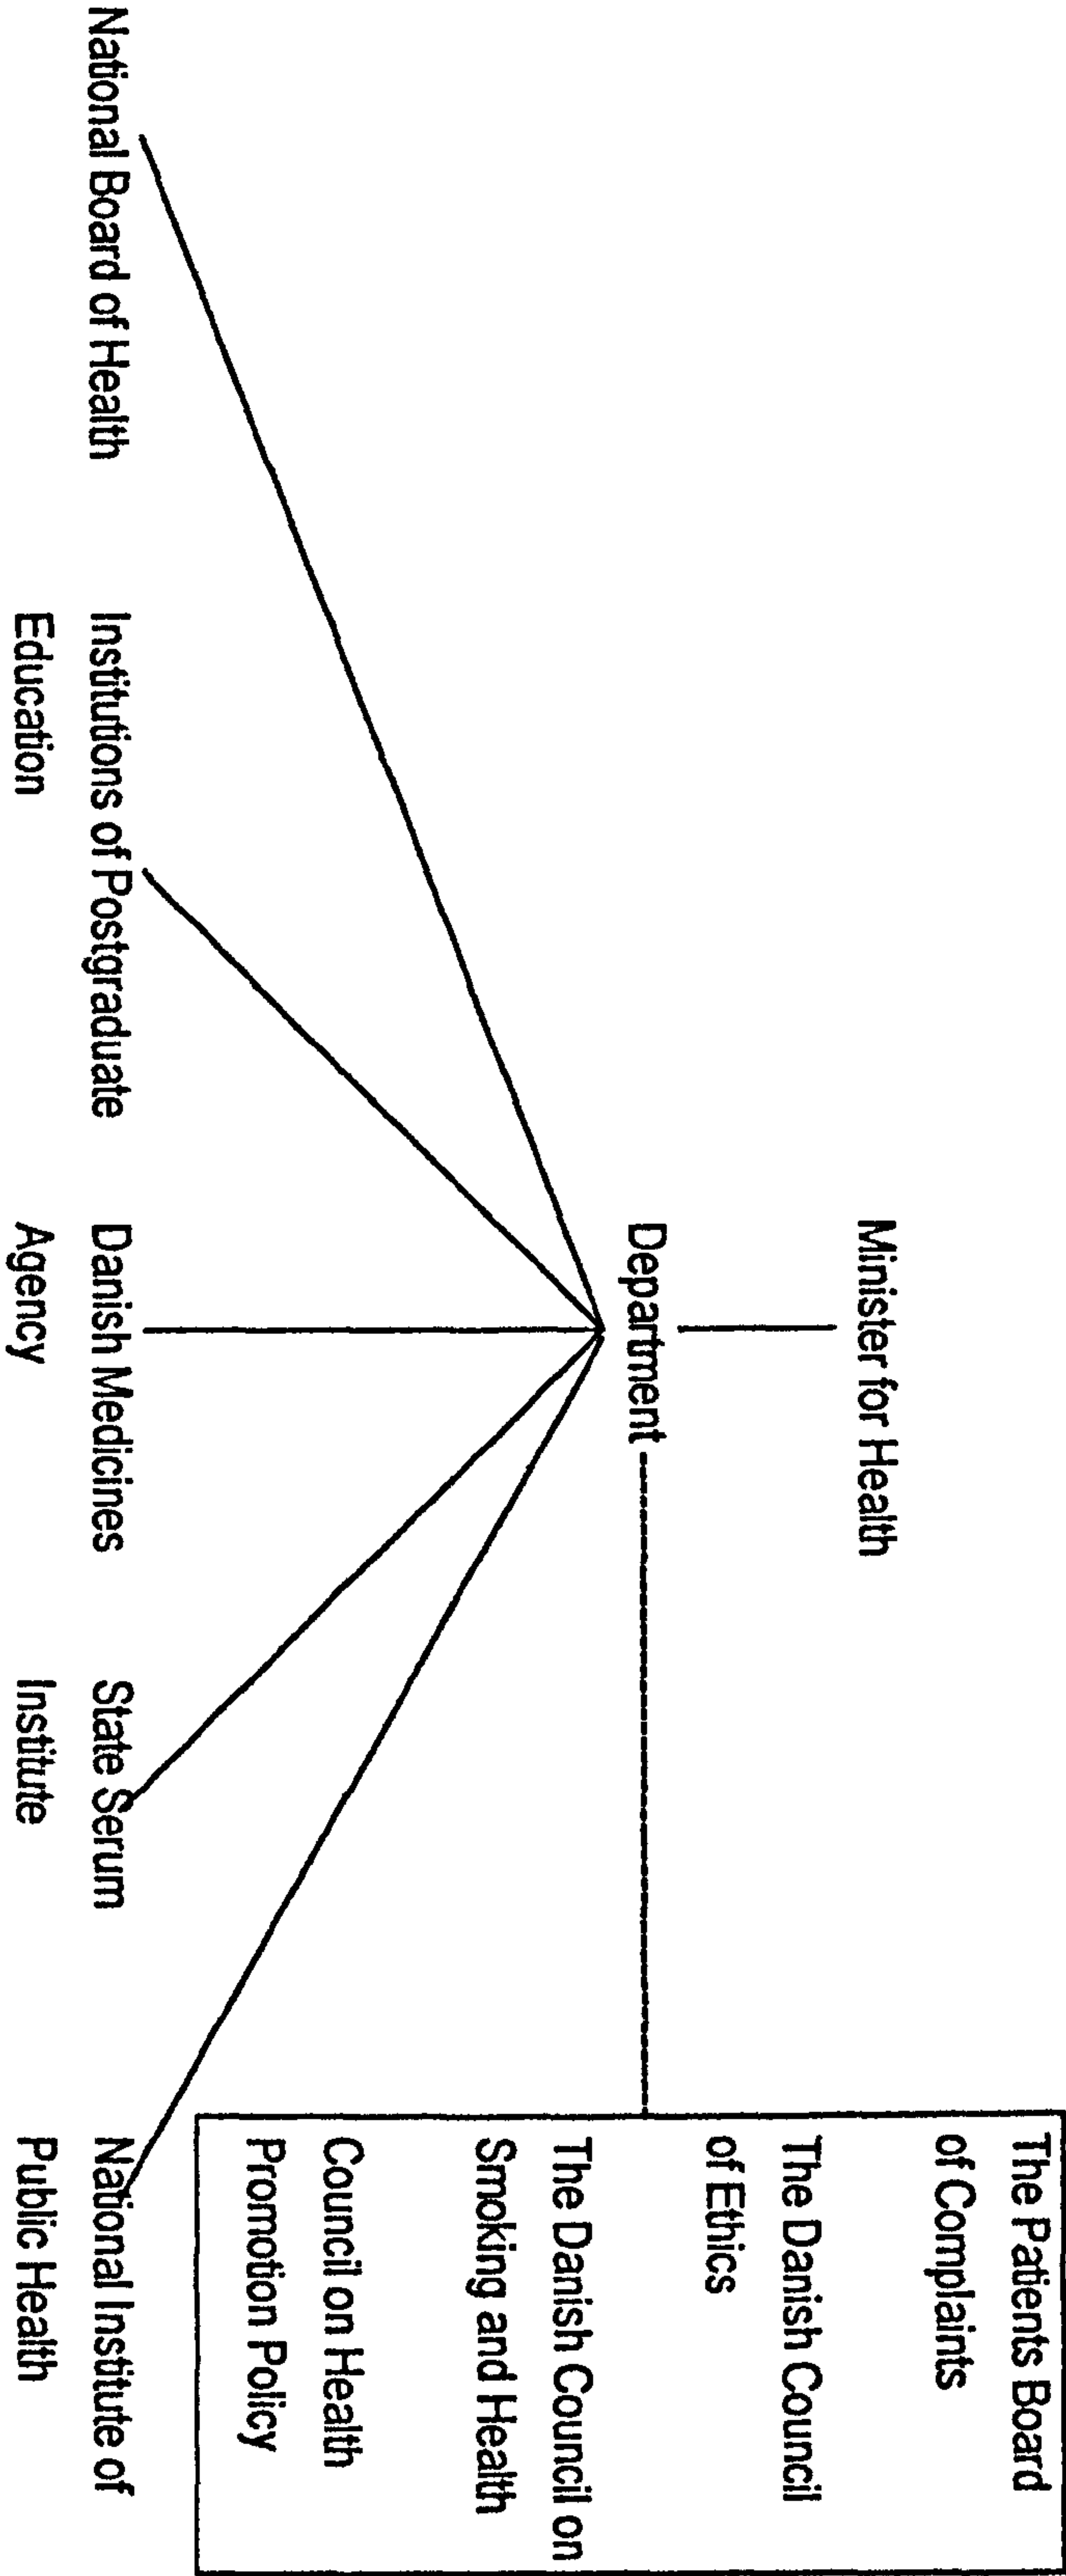 The Patients Board
of Complaints
The Danish Council
of Ethics
The Danish Council on
Smoking and Health
Council on Health
Promotion Policy
Minister for Health
Department
National Board of Health
Institutions of Postgraduate
Education
Danish Medicines
Agency
State Serum
Institute
National Institute of
Public Health